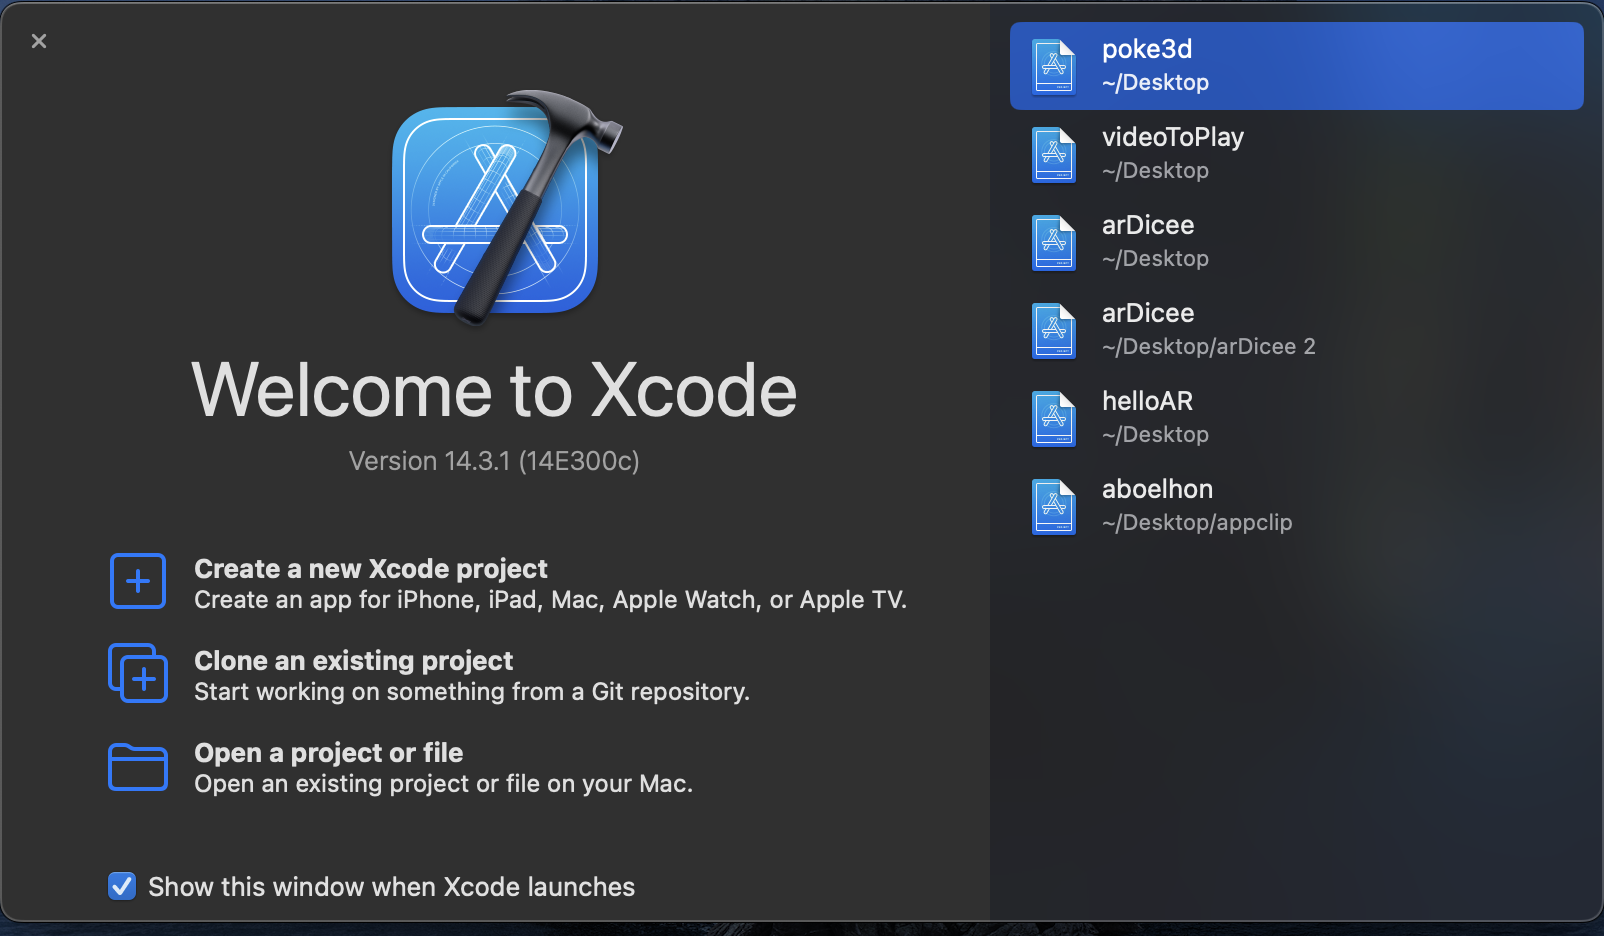 Welcome to Xcode
Version 14.3.1 (14E300c)
Create a new Xcode project
Create an app for iPhone, iPad, Mac, Apple Watch, or Apple TV.
Clone an existing project
Start working on something from a Git repository.
Open a project or file
Open an existing project or file on your Mac.
Show this window when Xcode launches
poke3d
~/Desktop
videoToPlay
~/Desktop
arDicee
~/Desktop
arDicee
~/Desktop/arDicee 2
helloAR
~/Desktop
aboelhon
~/Desktop/appclip